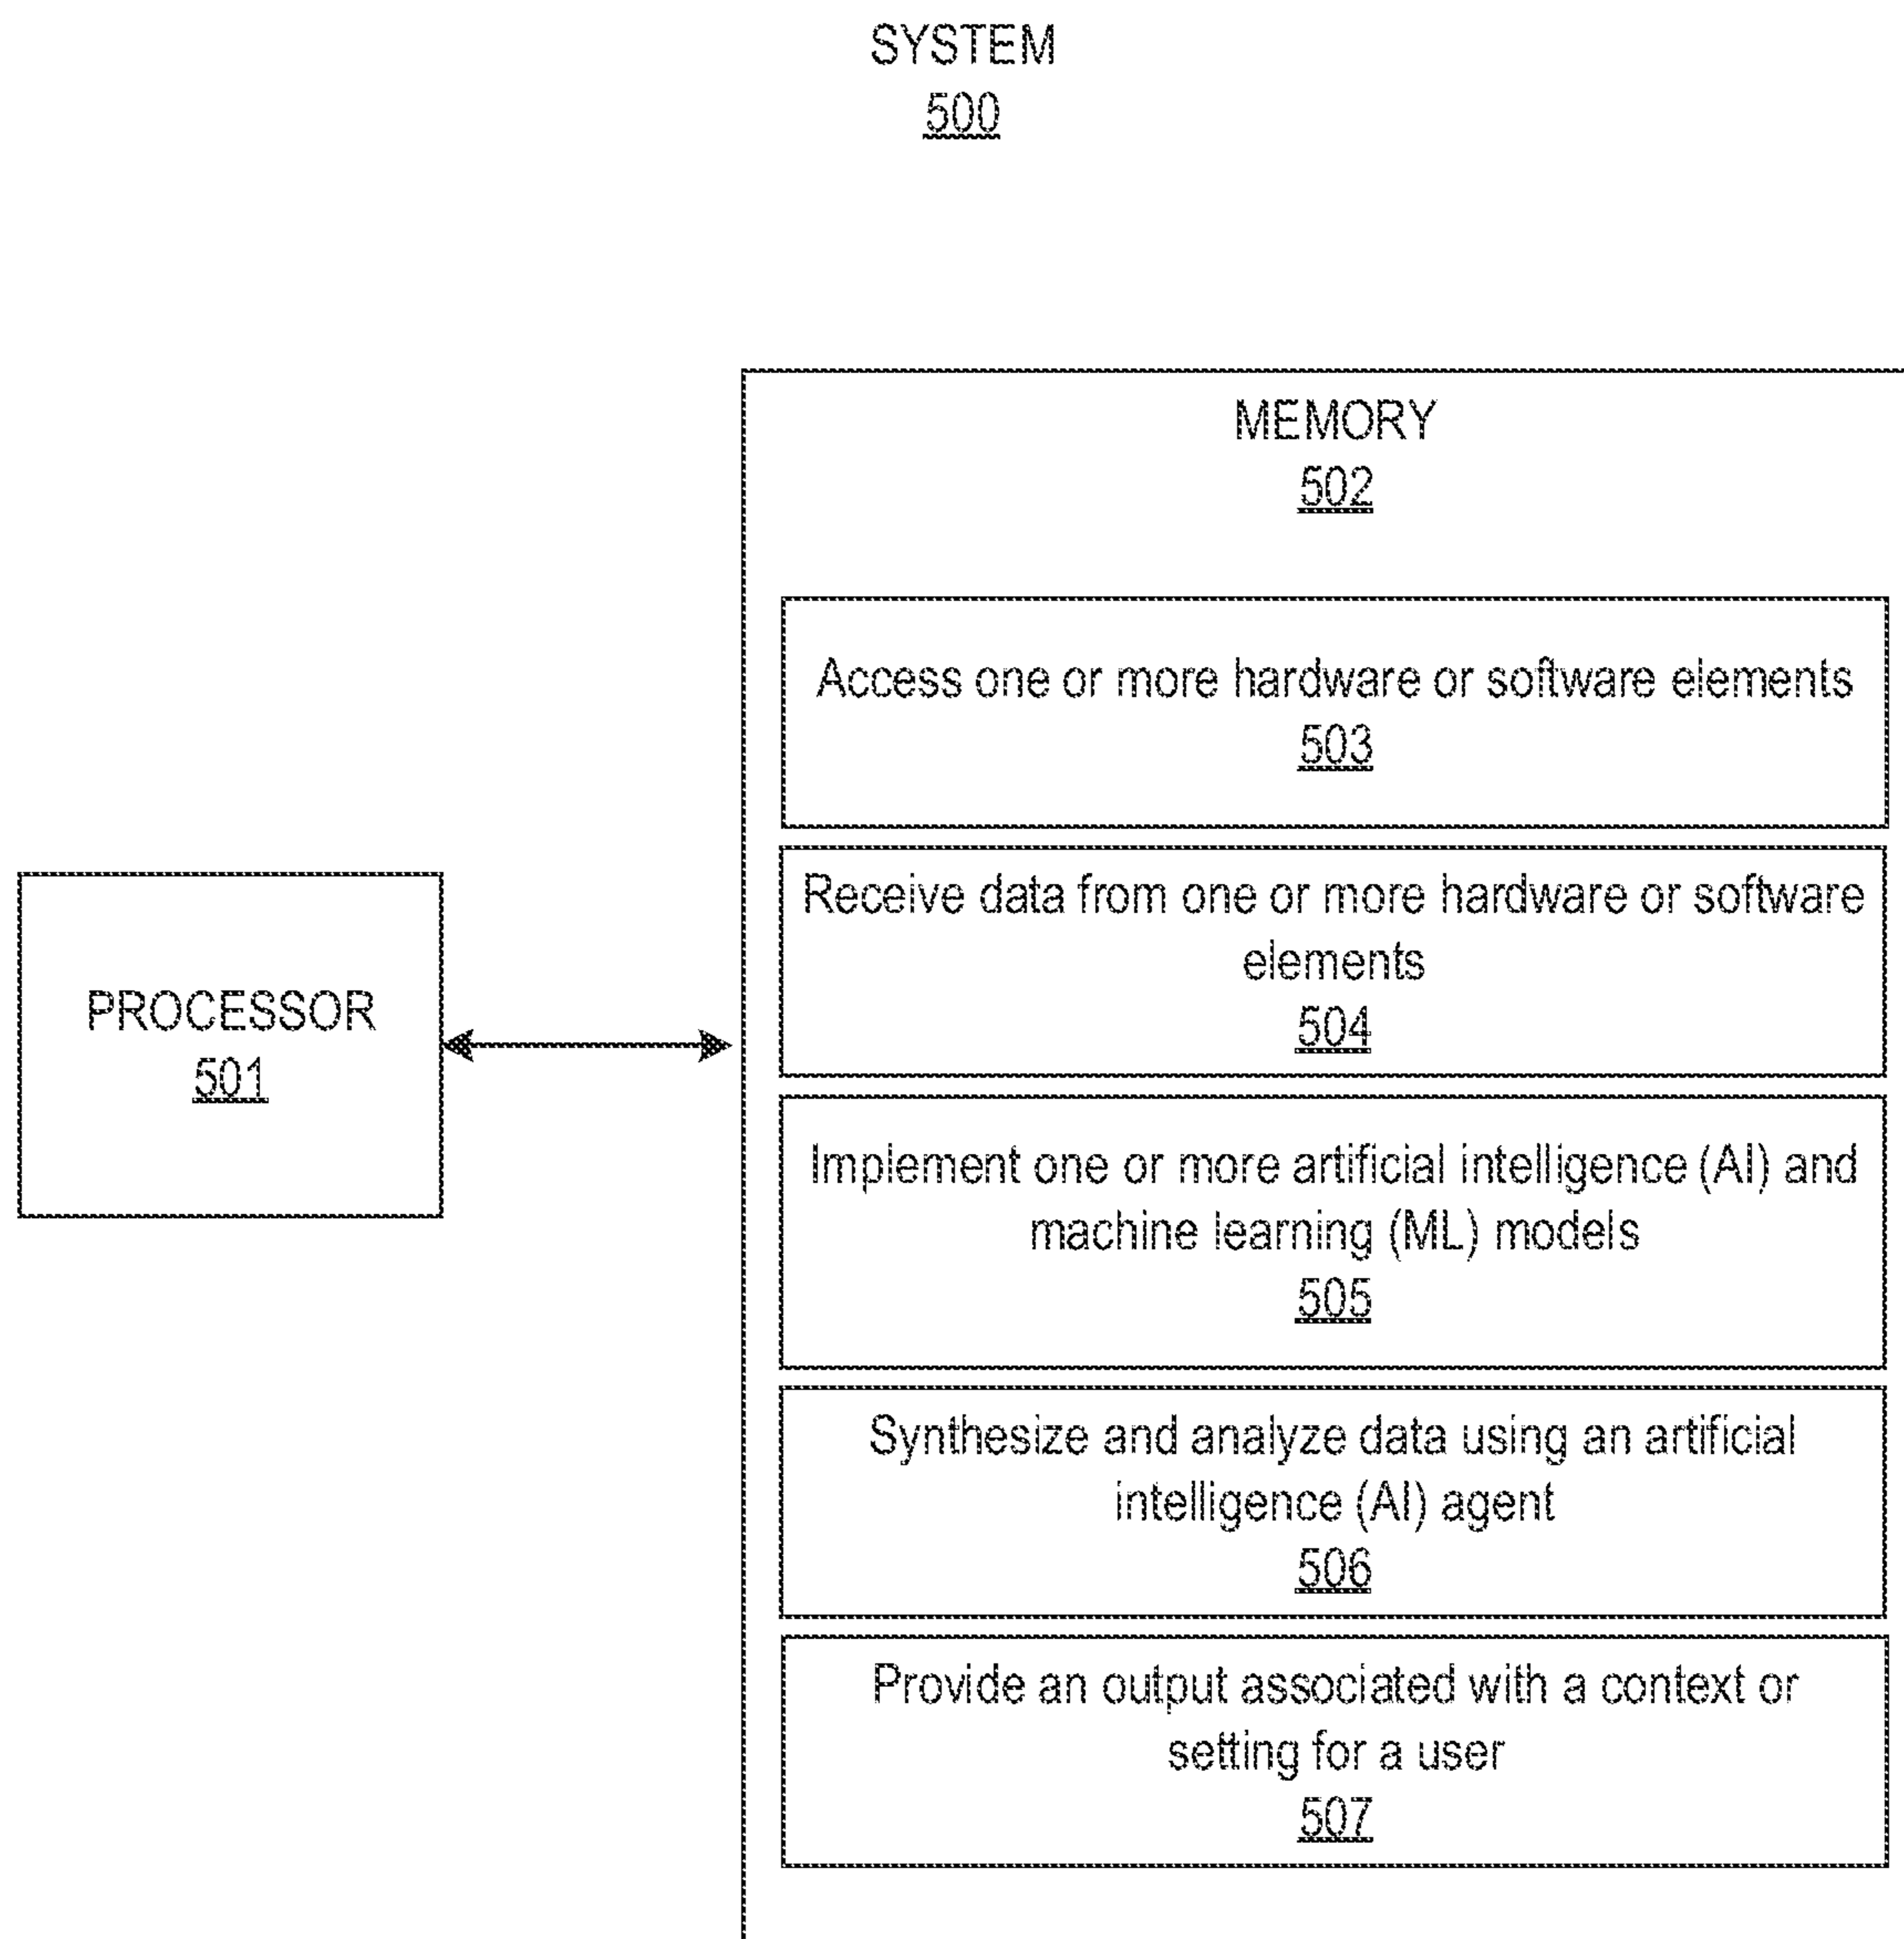 SYSTEM
500
MEMORY
502
Access one or more hardware or software elements
503
Receive data from one or more hardware or software
elements
504
PROCESSOR
501
Implement one or more artificial intelligence (AI) and
machine learning (ML) models
505
Synthesize and analyze data using an artificial
intelligence (AI) agent
506
Provide an output associated with a context or
setting for a user
507